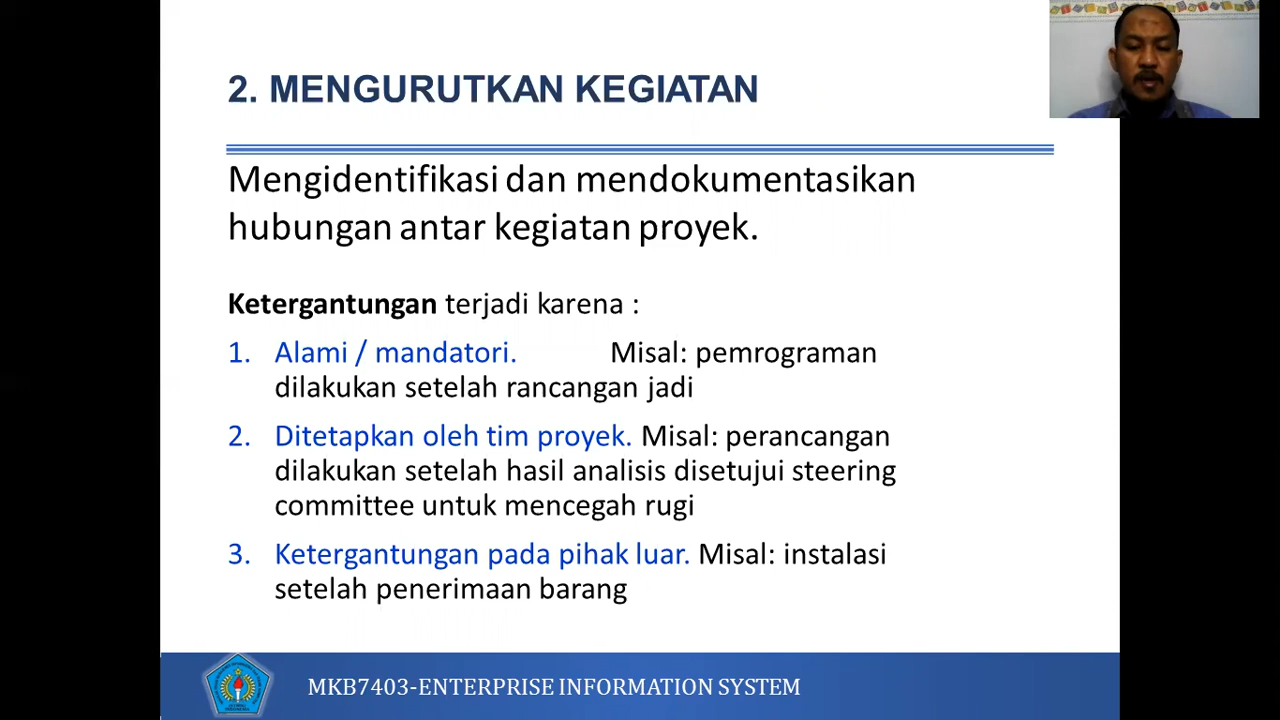 2. MENGURUTKAN KEGIATAN
Mengidentifikasi dan mendokumentasikan
hubungan antar kegiatan proyek.
Ketergantungan terjadi karena :
1. Alami / mandatori. Misal: pemrograman
dilakukan setelah rancangan jadi
2. Ditetapkan oleh tim proyek. Misal: perancangan
dilakukan setelah hasil analisis disetujui steering
committee untuk mencegah rugi
3. Ketergantungan pada pihak luar. Misal: instalasi
setelah penerimaan barang
MKB7403-ENTERPRISE INFORMATION SYSTEM